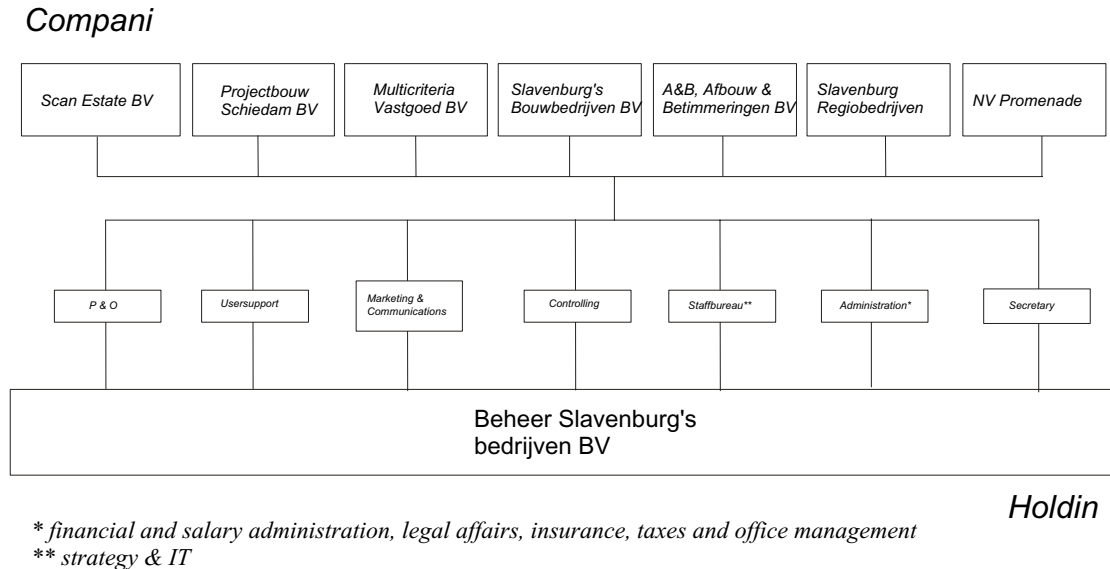 Compani
Scan Estate BV
Projectbouw
Schiedam BV
Multicriteria
Vastgoed BV
Slavenburg's
Bouwbedrijven BV
A&B, Afbouw &
Betimmeringen BV
Slavenburg
Regiobedrijven
NV Promenade
P & O
Usersupport
Marketing &
Communications
Controlling
Staffbureau**
Administration*
Secretary
Beheer Slavenburg's
bedrijven BV
Holdin
* financial and salary administration, legal affairs, insurance, taxes and office management
** strategy & IT